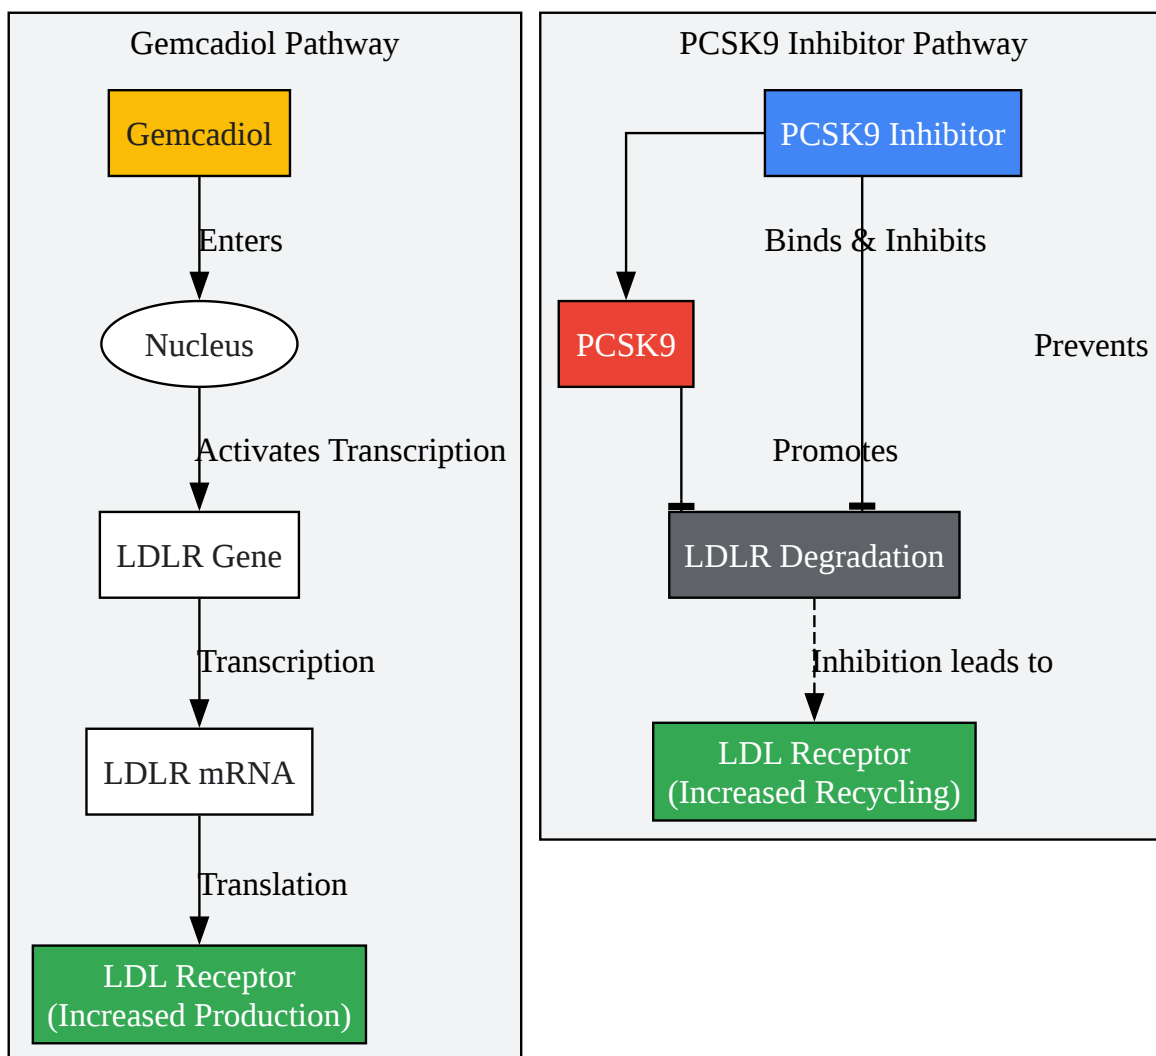 Gemcadiol Pathway
Gemcadiol
Enters
Nucleus
Activates Transcription
LDLR Gene
Transcription
LDLR mRNA
Translation
LDL Receptor
(Increased Production)
PCSK9 Inhibitor Pathway
PCSK9 Inhibitor
Binds & Inhibits
PCSK9
Prevents
Promotes
LDLR Degradation
Inhibition leads to
LDL Receptor
(Increased Recycling)